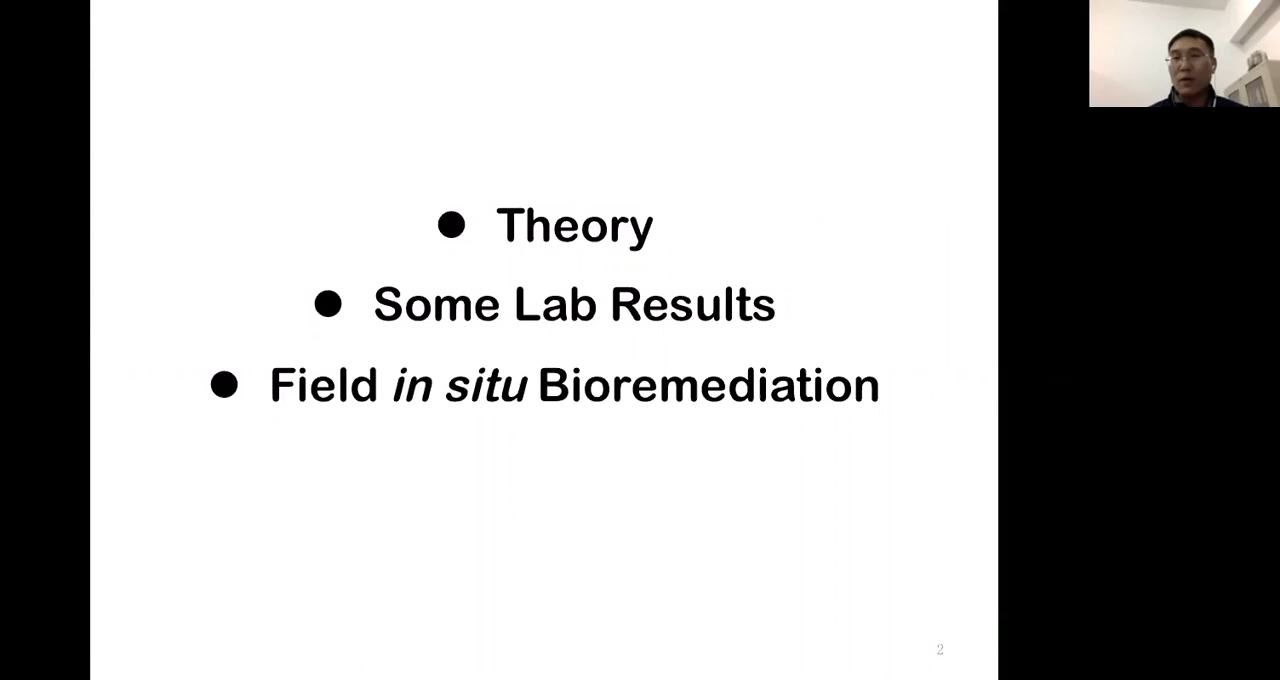 ● Theory
● Some Lab Results
● Field in situ Bioremediation
2